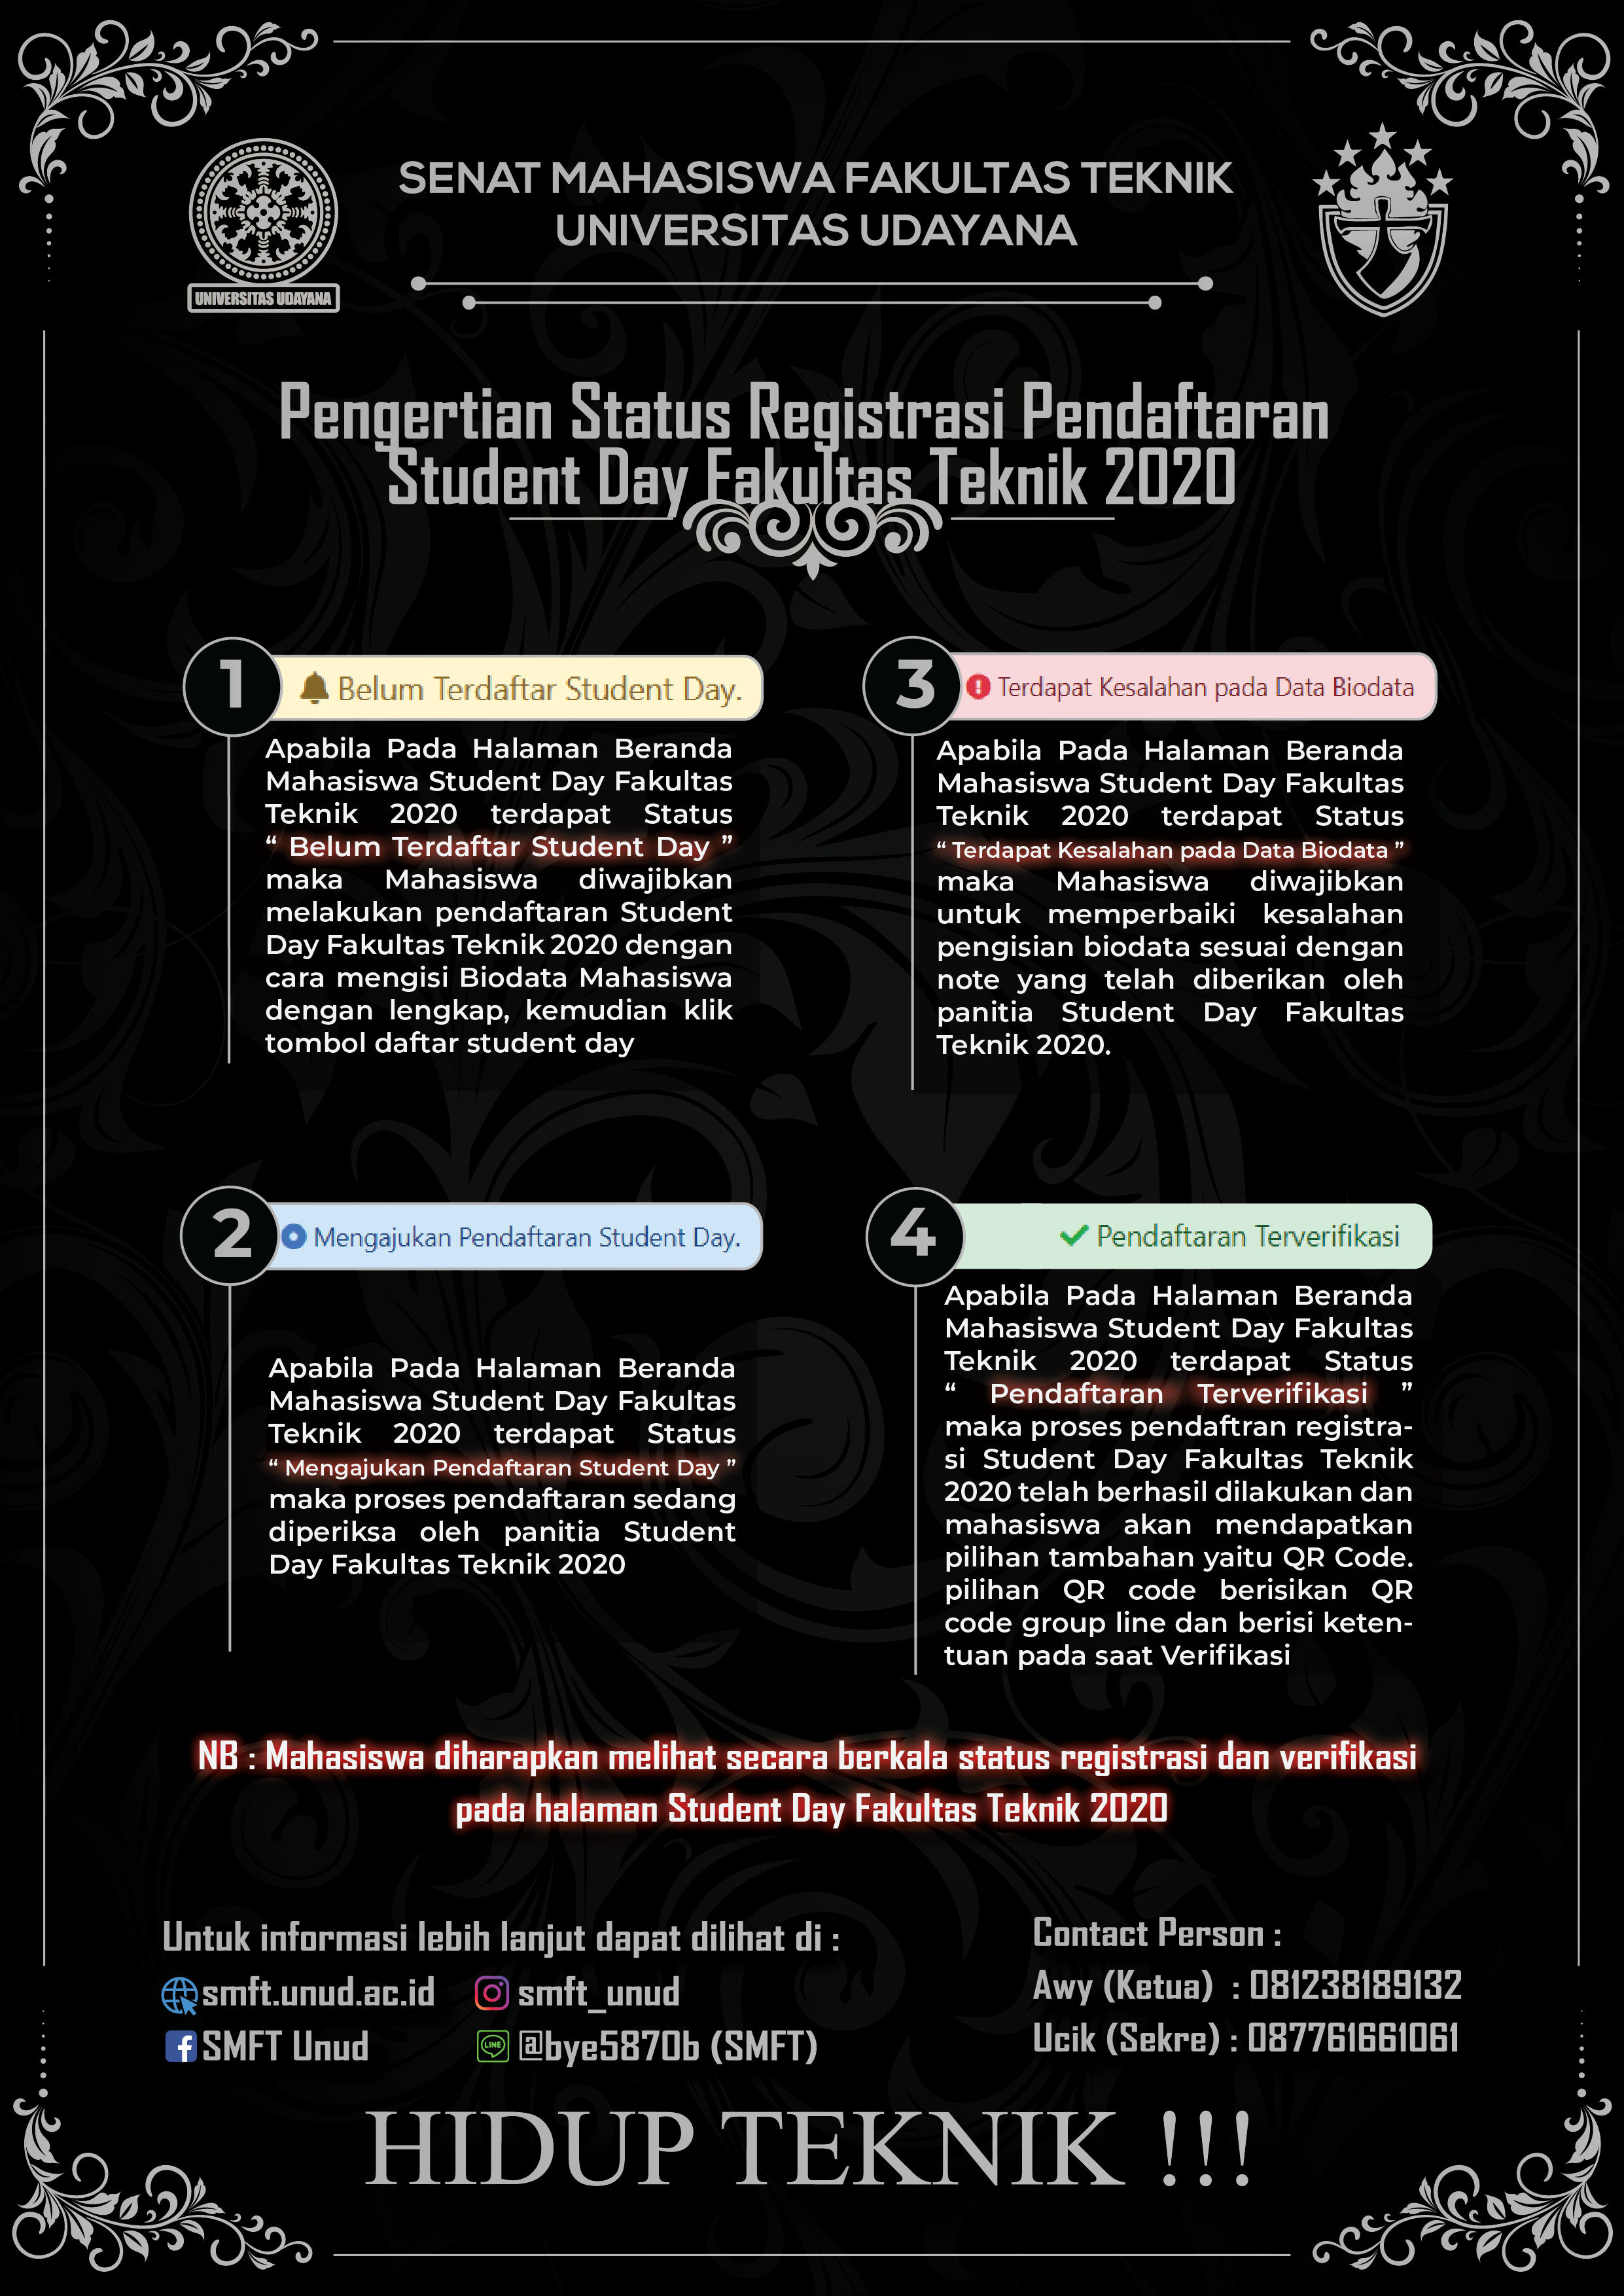 SENAT MAHASISWA FAKULTAS TEKNIK
UNIVERSITAS UDAYANA
UNIVERSITAS UDAYANA
Pengertian Status Registrasi Pendaftaran
Student Day Fakultas Teknik 2020
1
Belum Terdaftar Student Day.
Apabila Pada Halaman Beranda
Mahasiswa Student Day Fakultas
Teknik 2020 terdapat Status
“ Belum Terdaftar Student Day ”
maka Mahasiswa diwajibkan
melakukan pendaftaran Student
Day Fakultas Teknik 2020 dengan
cara mengisi Biodata Mahasiswa
dengan lengkap, kemudian klik
tombol daftar student day
2
Mengajukan Pendaftaran Student Day.
Apabila Pada Halaman Beranda
Mahasiswa Student Day Fakultas
Teknik 2020 terdapat Status
“ Mengajukan Pendaftaran Student Day ”
maka proses pendaftaran sedang
diperiksa oleh panitia Student
Day Fakultas Teknik 2020
3
Terdapat Kesalahan pada Data Biodata
Apabila Pada Halaman Beranda
Mahasiswa Student Day Fakultas
Teknik 2020 terdapat Status
“ Terdapat Kesalahan pada Data Biodata ”
maka Mahasiswa diwajibkan
untuk memperbaiki kesalahan
pengisian biodata sesuai dengan
note yang telah diberikan oleh
panitia Student Day Fakultas
Teknik 2020.
4
Pendaftaran Terverifikasi
Apabila Pada Halaman Beranda
Mahasiswa Student Day Fakultas
Teknik 2020 terdapat Status
“ Pendaftaran Terverifikasi ”
maka proses pendaftran registra-
si Student Day Fakultas Teknik
2020 telah berhasil dilakukan dan
mahasiswa akan mendapatkan
pilihan tambahan yaitu QR Code.
pilihan QR code berisikan QR
code group line dan berisi keten-
tuan pada saat Verifikasi
NB : Mahasiswa diharapkan melihat secara berkala status registrasi dan verifikasi
pada halaman Student Day Fakultas Teknik 2020
Untuk informasi lebih lanjut dapat dilihat di :
smft.unud.ac.id
smft_unud
SMFT Unud
LINE
@bye5870b (SMFT)
Contact Person :
Awy (Ketua) : 081238189132
Ucik (Sekre) : 087761661061
HIDUP TEKNIK !!!